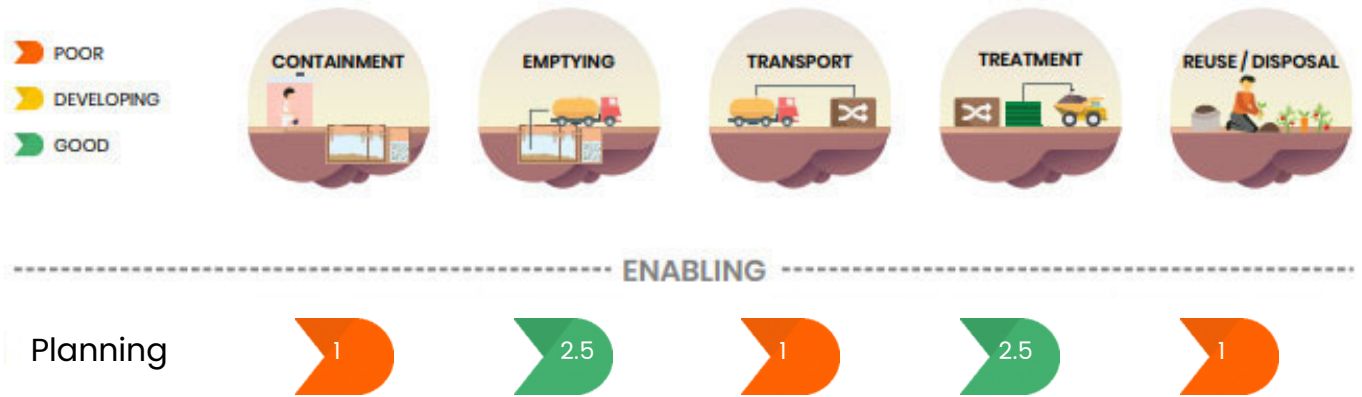 POOR
DEVELOPING
GOOD
CONTAINMENT
EMPTYING
TRANSPORT
TREATMENT
REUSE / DISPOSAL
ENABLING
Planning 1 2.5 1 2.5 1